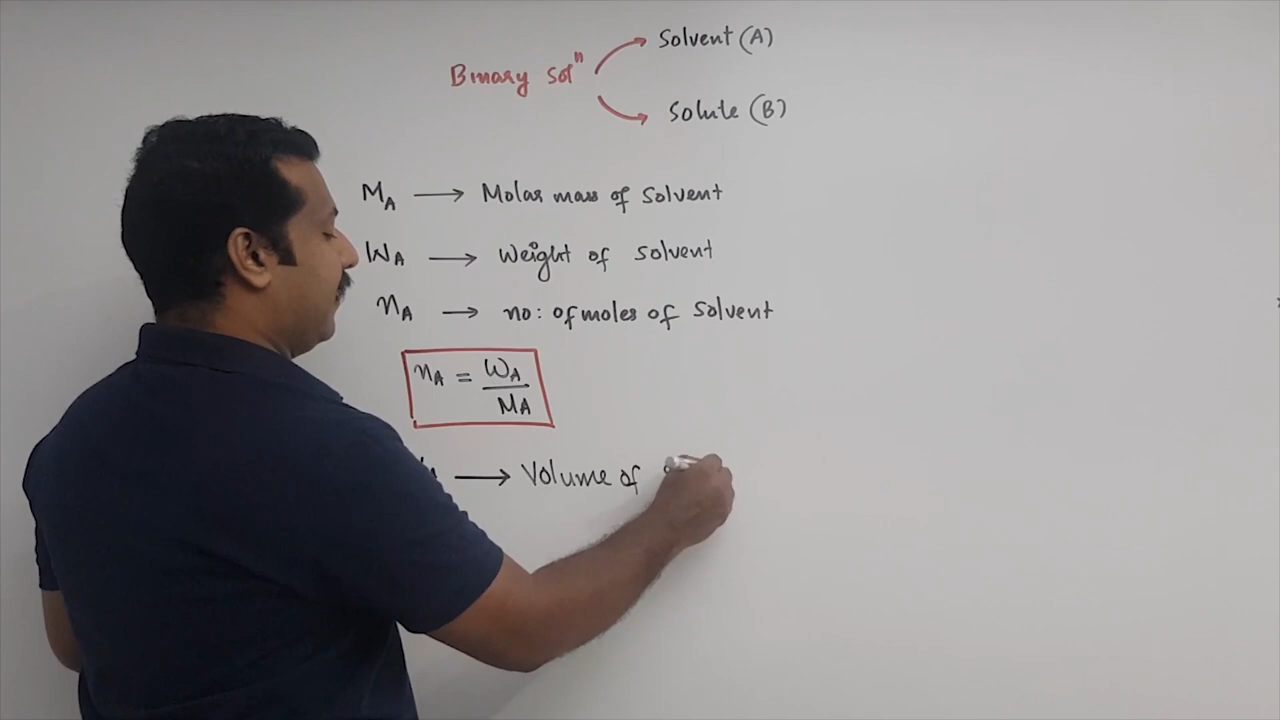 Solvent (A)
Binary solⁿ
Solute (B)
M_A → Molar mass of Solvent
W_A → Weight of solvent
n_A → no: of moles of Solvent
n_A = W_A / M_A
→ Volume of